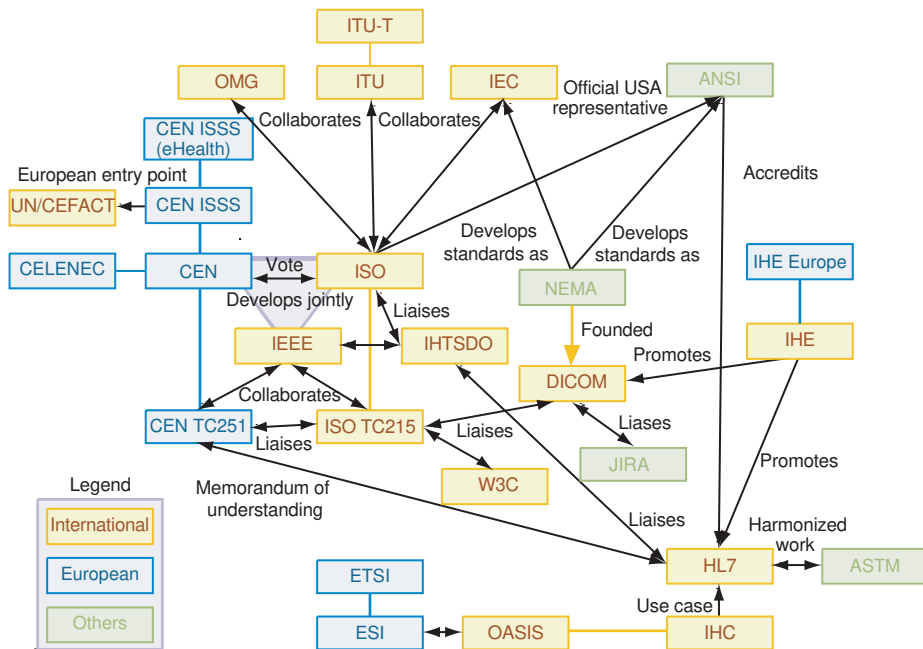 ITU-T
OMG
ITU
IEC
Official USA
representative
ANSI
Collaborates
Collaborates
CEN ISSS
(eHealth)
European entry point
UN/CEFACT
CEN ISSS
Accredits
Develops
standards as
Develops
standards as
CELENEC
CEN
Vote
ISO
IHE Europe
Develops jointly
NEMA
Liaises
IEEE
IHTSDO
Founded
IHE
Promotes
DICOM
Collaborates
CEN TC251
Liaises
ISO TC215
Liaises
Liases
JIRA
W3C
Promotes
Legend
International
European
Others
Memorandum of
understanding
Liaises
Harmonized
work
HL7
ASTM
ETSI
Use case
ESI
OASIS
IHC